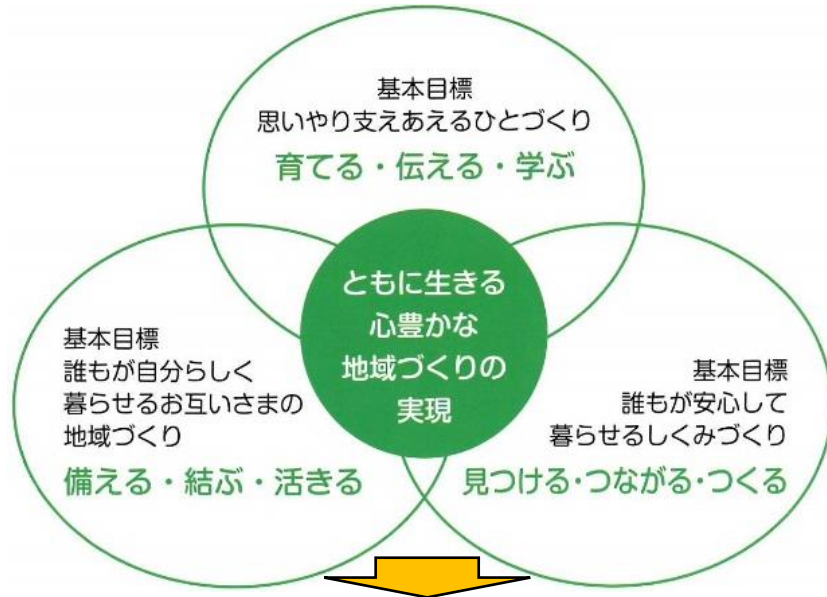 基本目標
思いやり支えあえるひとづくり
育てる・伝える・学ぶ
ともに生きる
心豊かな
地域づくりの
実現
基本目標
誰もが自分らしく
暮らせるお互いさまの
地域づくり
備える・結ぶ・活きる
基本目標
誰もが安心して
暮らせるしくみづくり
見つける・つながる・つくる